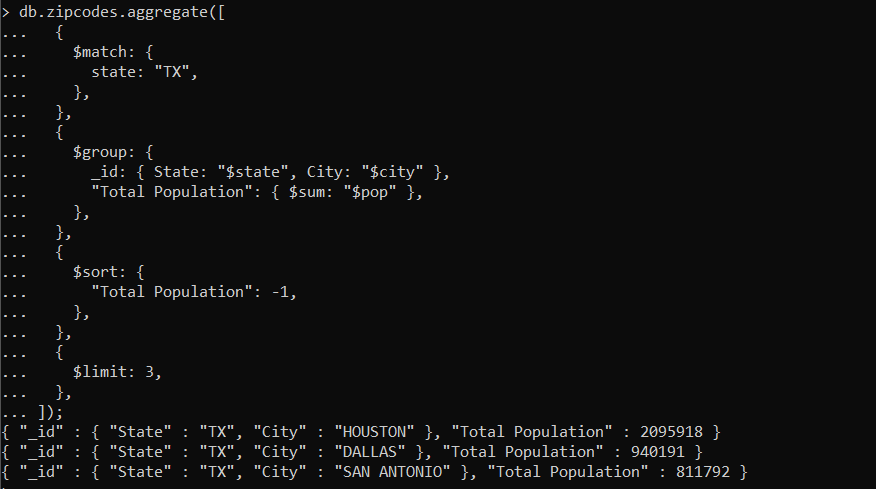 > db.zipcodes.aggregate([
...   {
...     $match: {
...       state: "TX",
...     },
...   },
...   {
...     $group: {
...       _id: { State: "$state", City: "$city" },
...       "Total Population": { $sum: "$pop" },
...     },
...   },
...   {
...     $sort: {
...       "Total Population": -1,
...     },
...   },
...   {
...     $limit: 3,
...   },
... ]);
{ "_id" : { "State" : "TX", "City" : "HOUSTON" }, "Total Population" : 2095918 }
{ "_id" : { "State" : "TX", "City" : "DALLAS" }, "Total Population" : 940191 }
{ "_id" : { "State" : "TX", "City" : "SAN ANTONIO" }, "Total Population" : 811792 }